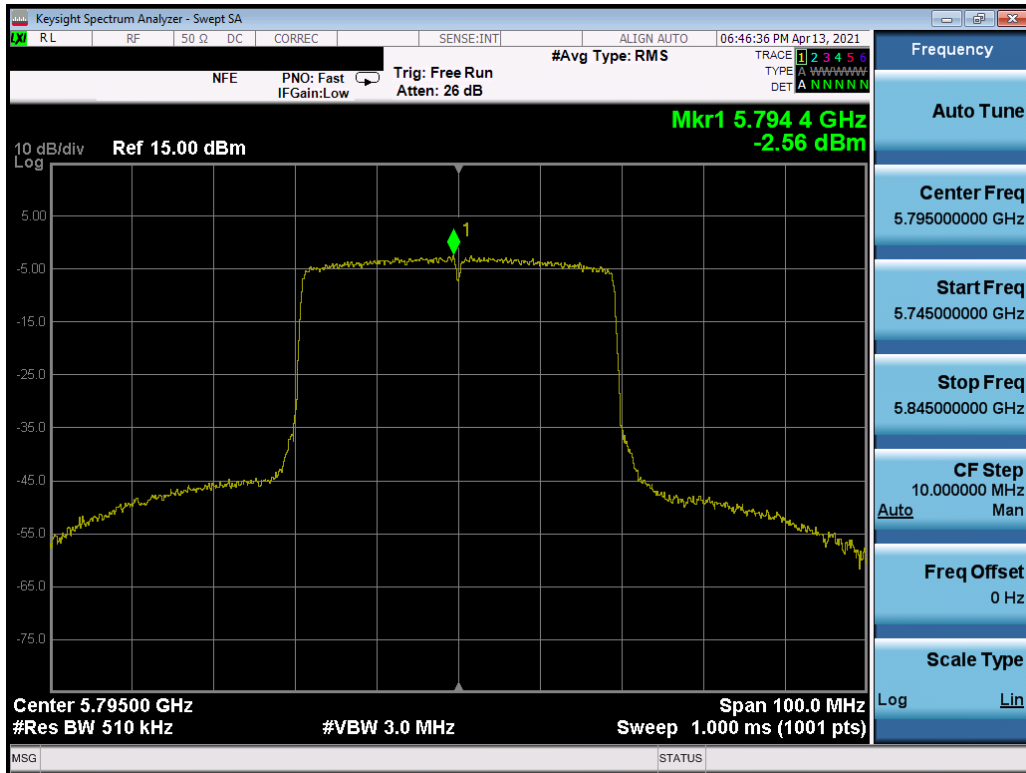 Keysight Spectrum Analyzer - Swept SA
LXI RL RF 50 Ω DC CORREC SENSE:INT ALIGN AUTO 06:46:36 PM Apr 13, 2021
NFE PNO: Fast IFGain:Low Trig: Free Run Atten: 26 dB #Avg Type: RMS
TRACE 1 2 3 4 5 6
TYPE A WWWWW
DET A N N N N N
Mkr1 5.794 4 GHz
-2.56 dBm
10 dB/div Ref 15.00 dBm
Log
1
5.00
-5.00
-15.0
-25.0
-35.0
-45.0
-55.0
-65.0
-75.0
Center 5.79500 GHz Span 100.0 MHz
#Res BW 510 kHz #VBW 3.0 MHz Sweep 1.000 ms (1001 pts)
MSG STATUS
Frequency
Auto Tune
Center Freq
5.795000000 GHz
Start Freq
5.745000000 GHz
Stop Freq
5.845000000 GHz
CF Step
10.000000 MHz
Auto Man
Freq Offset
0 Hz
Scale Type
Log Lin